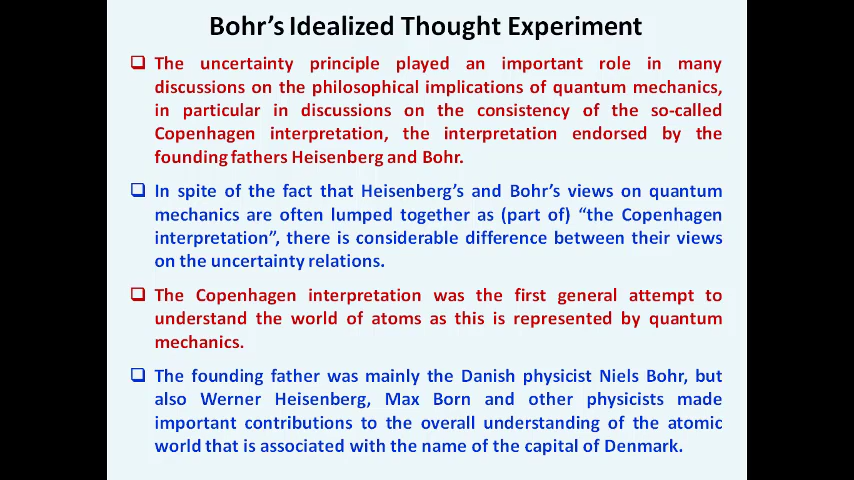 Bohr's Idealized Thought Experiment
❑ The uncertainty principle played an important role in many
discussions on the philosophical implications of quantum mechanics,
in particular in discussions on the consistency of the so-called
Copenhagen interpretation, the interpretation endorsed by the
founding fathers Heisenberg and Bohr.
❑ In spite of the fact that Heisenberg's and Bohr's views on quantum
mechanics are often lumped together as (part of) “the Copenhagen
interpretation”, there is considerable difference between their views
on the uncertainty relations.
❑ The Copenhagen interpretation was the first general attempt to
understand the world of atoms as this is represented by quantum
mechanics.
❑ The founding father was mainly the Danish physicist Niels Bohr, but
also Werner Heisenberg, Max Born and other physicists made
important contributions to the overall understanding of the atomic
world that is associated with the name of the capital of Denmark.